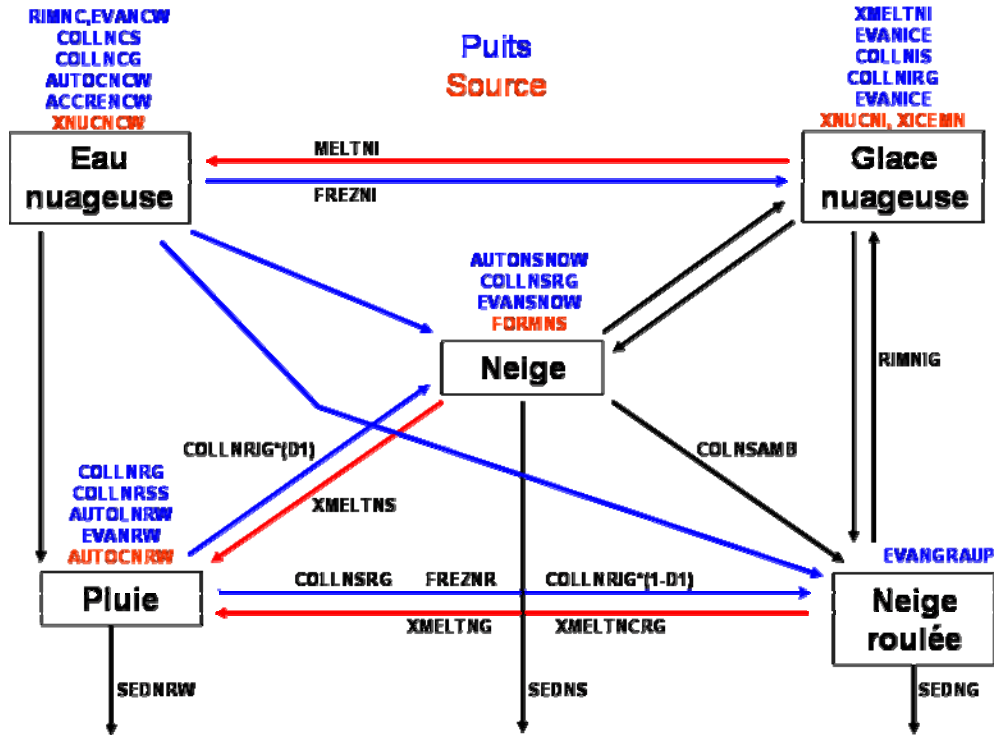 RIMNC,EVANCW
COLLNCS
COLLNCG
AUTOCNCW
ACCRENCW
XNUCNCW
Eau
nuageuse
Puits
Source
XMELTNI
EVANICE
COLLNIS
COLLNIRG
EVANICE
XNUCNI, XICEMN
Glace
nuageuse
MELTNI
FREZNI
AUTONSNOW
COLLNSRG
EVANSNOW
FORMNS
Neige
RIMNIG
COLLNRIG*(D1)
COLNSAMB
XMELTNS
COLLNRG
COLLNRSS
AUTOLNRW
EVANRW
AUTOCNRW
Pluie
EVANGRAUP
Neige
roulée
COLLNSRG FREZNR COLLNRIG*(1-D1)
XMELTNG XMELTNCRG
SEDNRW
SEDNS
SEDNG